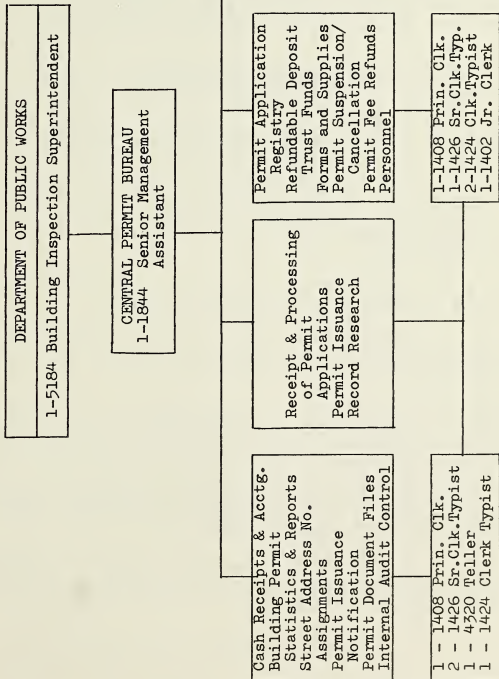 DEPARTMENT OF PUBLIC WORKS
1-5184 Building Inspection Superintendent
CENTRAL PERMIT BUREAU
1-1844 Senior Management
Assistant
Cash Receipts & Acctg.
Building Permit
Statistics & Reports
Street Address No.
Assignments
Permit Issuance
Notification
Permit Document Files
Internal Audit Control
Receipt & Processing
of Permit
Applications
Permit Issuance
Record Research
Permit Application
Registry
Refundable Deposit
Trust Funds
Forms and Supplies
Permit Suspension/
Cancellation
Permit Fee Refunds
Personnel
1 - 1408 Prin. Clk.
2 - 1426 Sr.Clk.Typist
1 - 4320 Teller
1 - 1424 Clerk Typist
1-1408 Prin. Clk.
1-1426 Sr.Clk.Typ.
2-1424 Clk.Typist
1-1402 Jr. Clerk